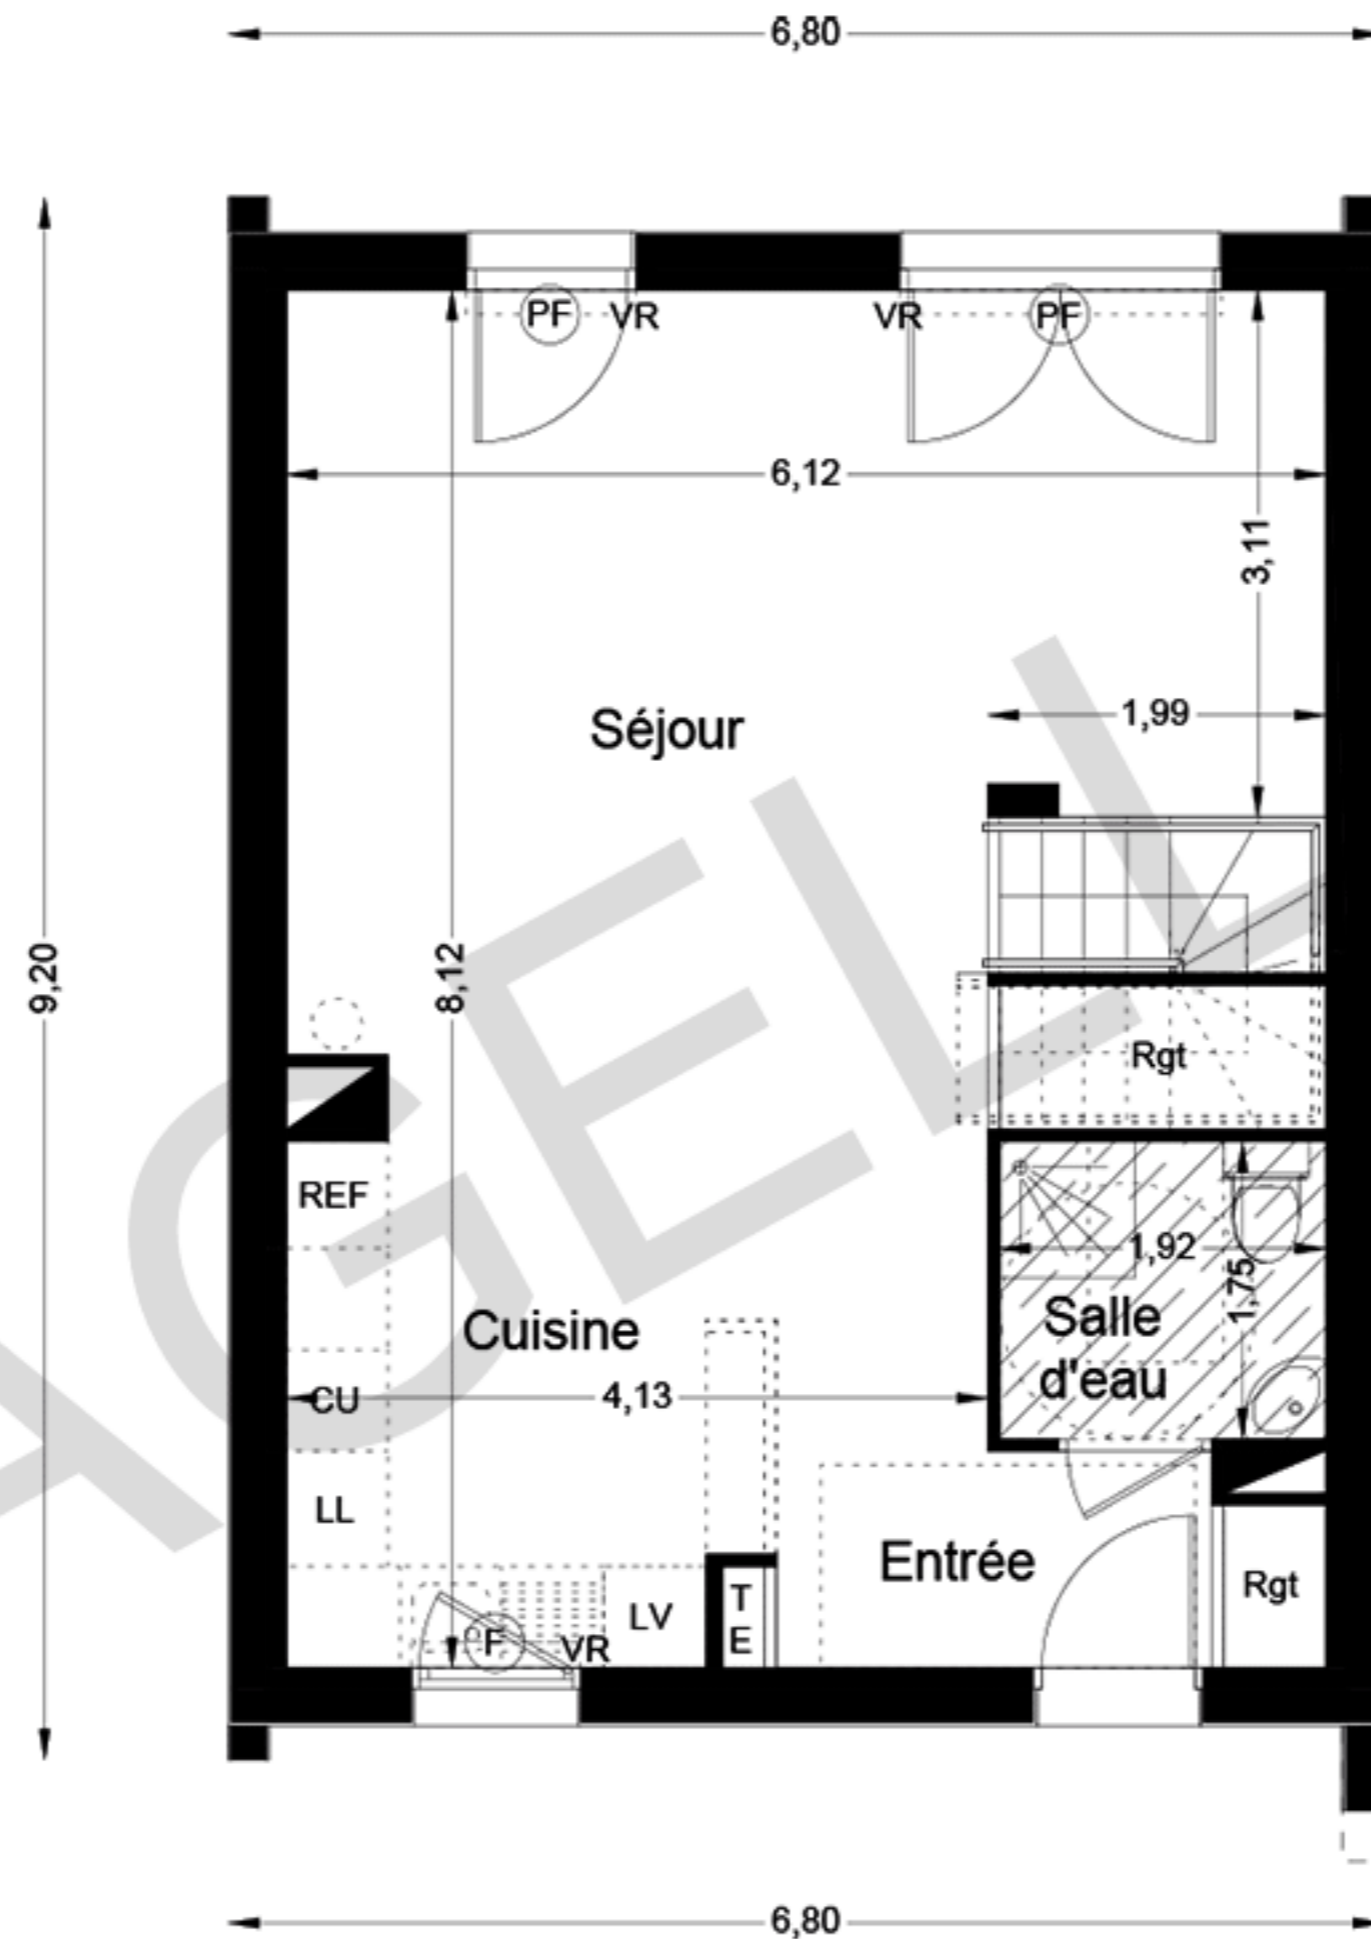 6,80
PF
VR
VR
PF
6,12
3,11
1,99
Séjour
9,20
8,12
Rgt
REF
1,92
1,75
Cuisine
Salle
d'eau
CU
4,13
LL
Entrée
Rgt
LV
T
E
F
VR
6,80
AGELL